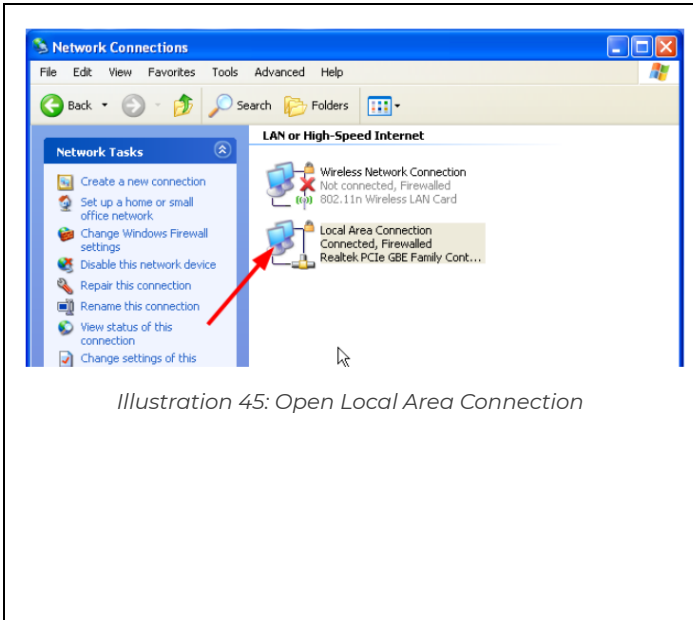 Network Connections
File Edit View Favorites Tools Advanced Help
Back Search Folders
Network Tasks
Create a new connection
Set up a home or small
office network
Change Windows Firewall
settings
Disable this network device
Repair this connection
Rename this connection
View status of this
connection
Change settings of this
LAN or High-Speed Internet
Wireless Network Connection
Not connected, Firewalled
802.11n Wireless LAN Card
Local Area Connection
Connected, Firewalled
Realtek PCIe GBE Family Cont...
Illustration 45: Open Local Area Connection